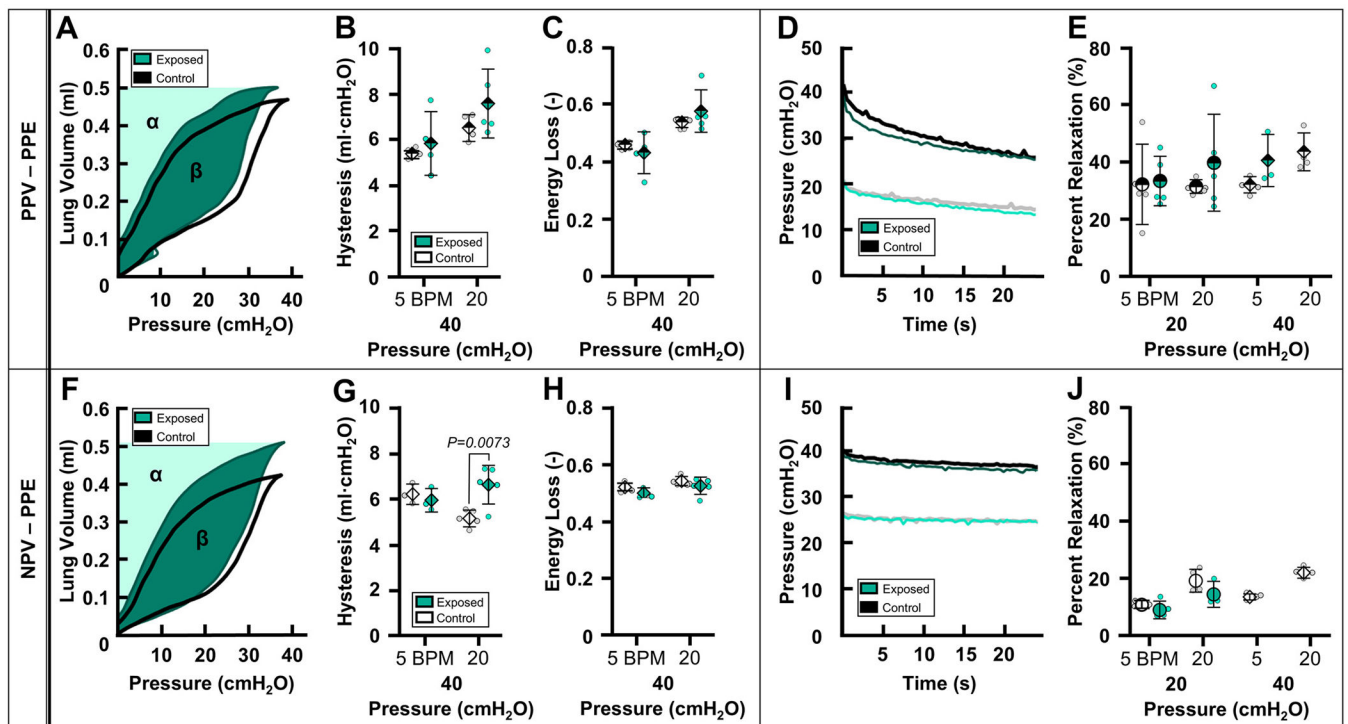 PPV – PPE
A
Lung Volume (ml)
0.6
0.5
0.4
0.3
0.2
0.1
0
Exposed
Control
α
β
10 20 30 40
Pressure (cmH2O)
B
Hysteresis (ml·cmH2O)
10
8
6
4
2
0
Exposed
Control
5 BPM 20
40
Pressure (cmH2O)
C
Energy Loss (-)
0.8
0.6
0.4
0.2
0
5 BPM 20
40
Pressure (cmH2O)
D
Pressure (cmH2O)
50
40
30
20
10
0
Exposed
Control
5 10 15 20
Time (s)
E
Percent Relaxation (%)
80
60
40
20
0
5 BPM 20 5 20
20 40
Pressure (cmH2O)
NPV – PPE
F
Lung Volume (ml)
0.6
0.5
0.4
0.3
0.2
0.1
0
Exposed
Control
α
β
10 20 30 40
Pressure (cmH2O)
G
Hysteresis (ml·cmH2O)
10
8
6
4
2
0
P=0.0073
Exposed
Control
5 BPM 20
40
Pressure (cmH2O)
H
Energy Loss (-)
0.8
0.6
0.4
0.2
0
5 BPM 20
40
Pressure (cmH2O)
I
Pressure (cmH2O)
50
40
30
20
10
0
Exposed
Control
5 10 15 20
Time (s)
J
Percent Relaxation (%)
80
60
40
20
0
5 BPM 20 5 20
20 40
Pressure (cmH2O)